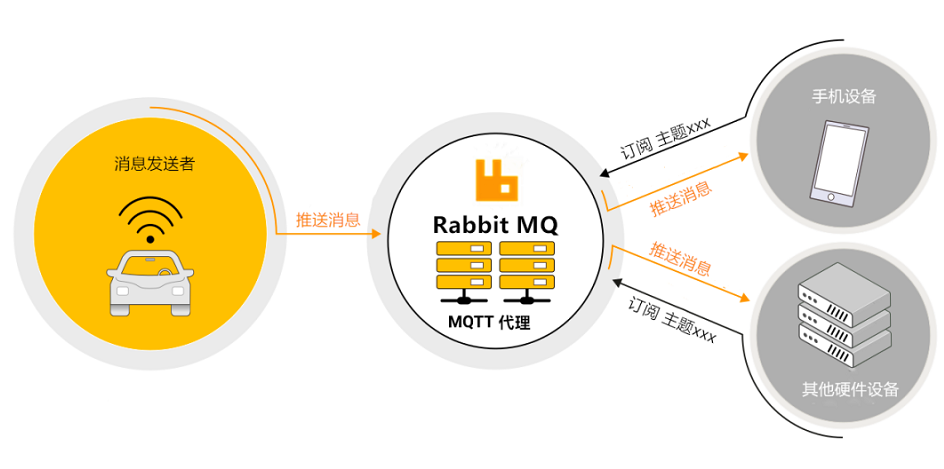 消息发送者
推送消息
Rabbit MQ
MQTT 代理
订阅 主题xxx
推送消息
手机设备
推送消息
订阅 主题xxx
其他硬件设备